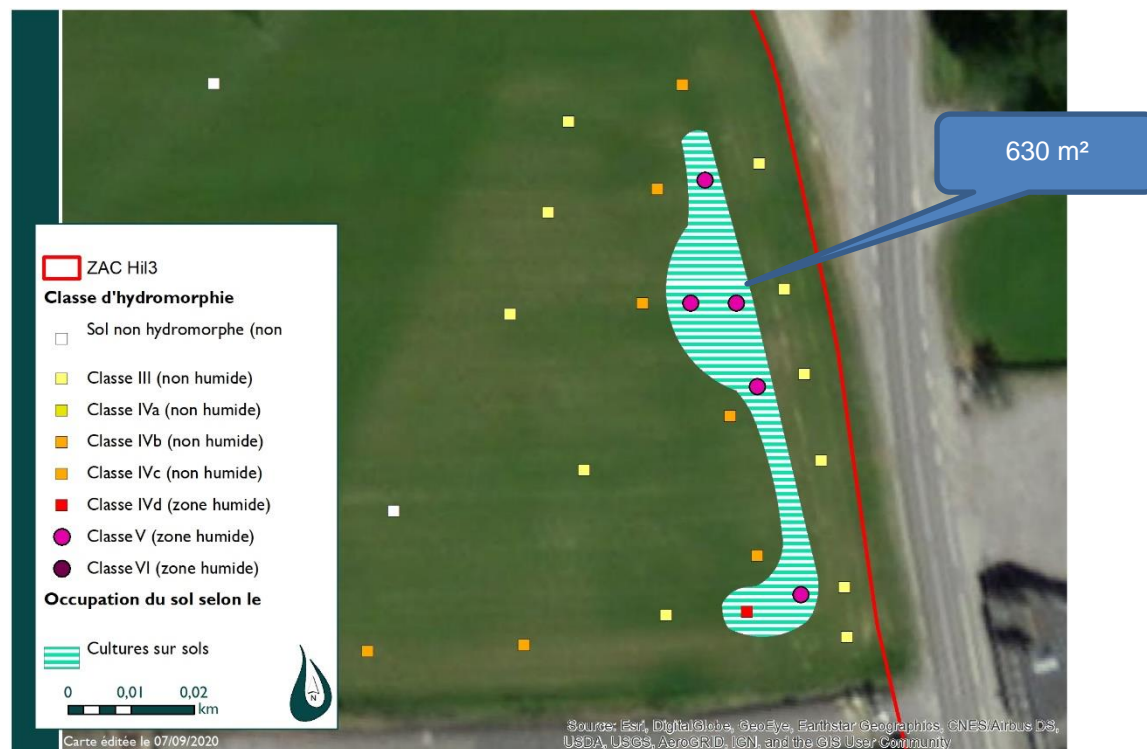 630 m²
ZAC Hil3
Classe d'hydromorphie
Sol non hydromorphe (non
Classe III (non humide)
Classe IVa (non humide)
Classe IVb (non humide)
Classe IVc (non humide)
Classe IVd (zone humide)
Classe V (zone humide)
Classe VI (zone humide)
Occupation du sol selon le
Cultures sur sols
0 0,01 0,02
km
N
Carte éditée le 07/09/2020
Source: Esri, DigitalGlobe, GeoEye, Earthstar Geographics, CNES/Airbus DS,
USDA, USGS, AeroGRID, IGN, and the GIS User Community